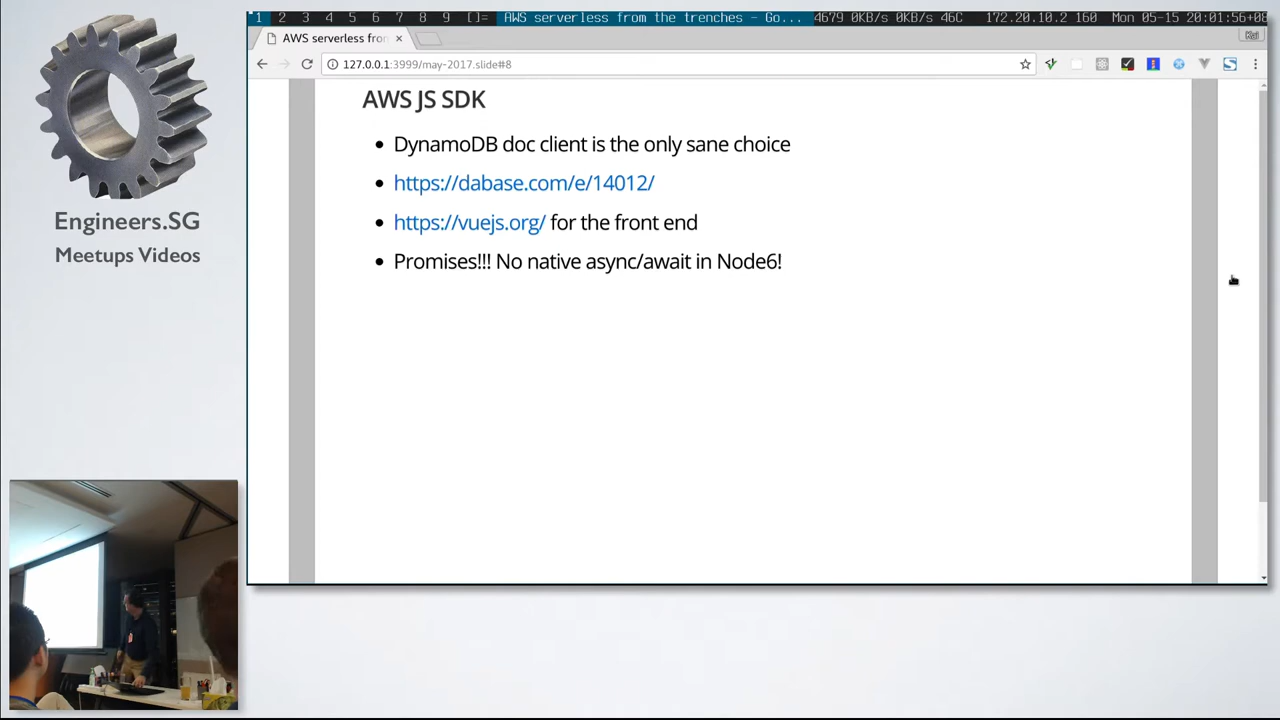 1 2 3 4 5 6 7 8 9 []= AWS serverless from the trenches - Go... 4679 0KB/s 0KB/s 46C 172.20.10.2 160 Mon 05-15 20:01:56+08
AWS serverless fron ×
Kai
127.0.0.1:3999/may-2017.slide#8
AWS JS SDK
• DynamoDB doc client is the only sane choice
• https://dabase.com/e/14012/
• https://vuejs.org/ for the front end
• Promises!!! No native async/await in Node6!
Engineers.SG
Meetups Videos